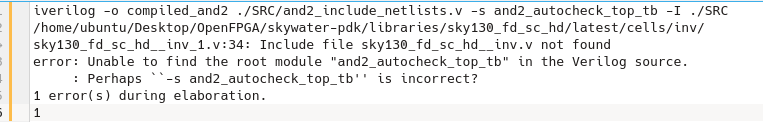 iverilog -o compiled_and2 ./SRC/and2_include_netlists.v -s and2_autocheck_top_tb -I ./SRC
/home/ubuntu/Desktop/OpenFPGA/skywater-pdk/libraries/sky130_fd_sc_hd/latest/cells/inv/
sky130_fd_sc_hd__inv_1.v:34: Include file sky130_fd_sc_hd__inv.v not found
error: Unable to find the root module "and2_autocheck_top_tb" in the Verilog source.
     : Perhaps ``-s and2_autocheck_top_tb'' is incorrect?
1 error(s) during elaboration.
1